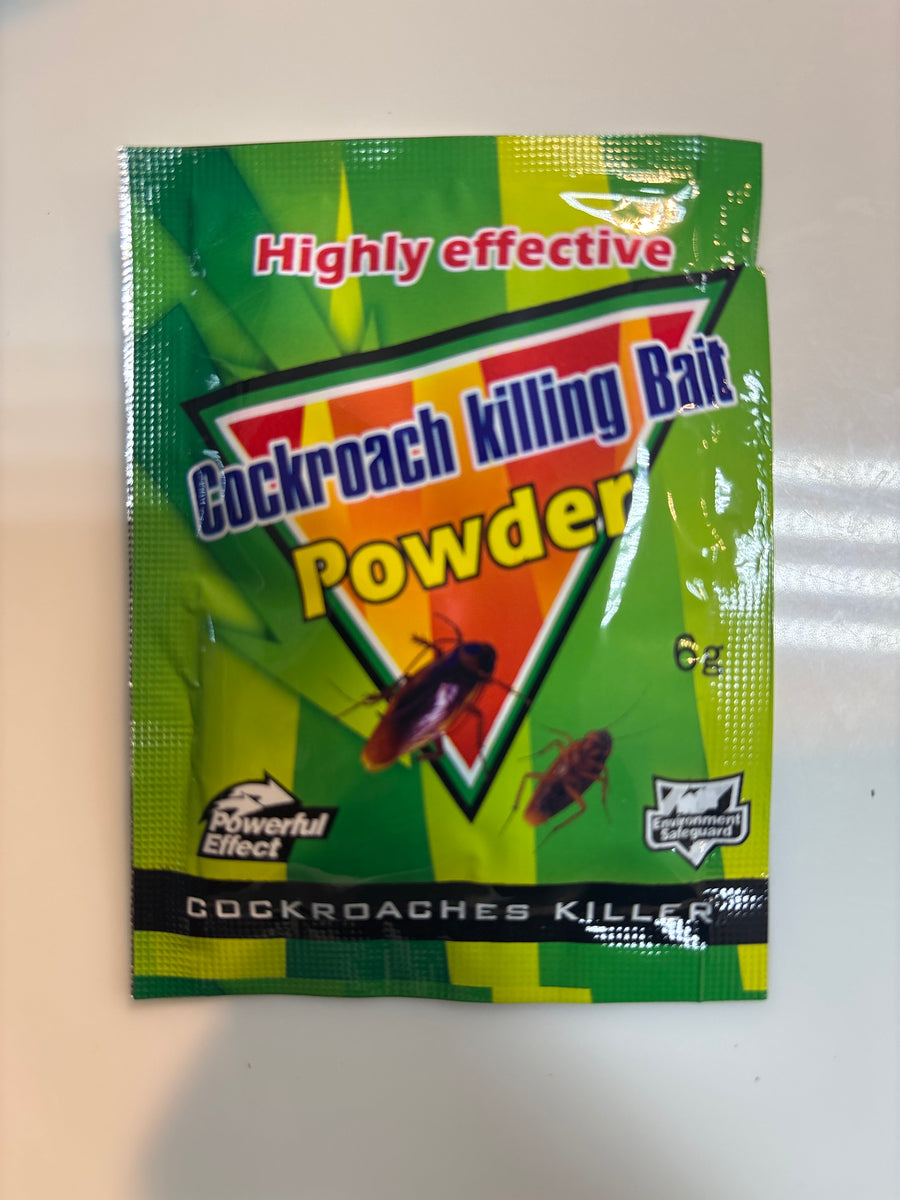 Highly effective
Cockroach killing Bait
Powder
6g
Powerful
Effect
Environment
Safeguard
COCKROACHES KILLER